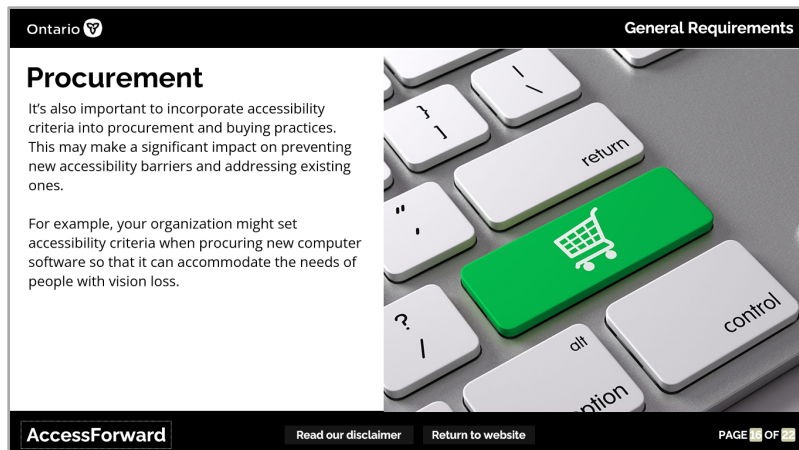 Ontario
General Requirements
Procurement
It's also important to incorporate accessibility
criteria into procurement and buying practices.
This may make a significant impact on preventing
new accessibility barriers and addressing existing
ones.
For example, your organization might set
accessibility criteria when procuring new computer
software so that it can accommodate the needs of
people with vision loss.
|
\
}
]
return
"
'
?
/
control
alt
ption
AccessForward
Read our disclaimer
Return to website
PAGE 16 OF 22